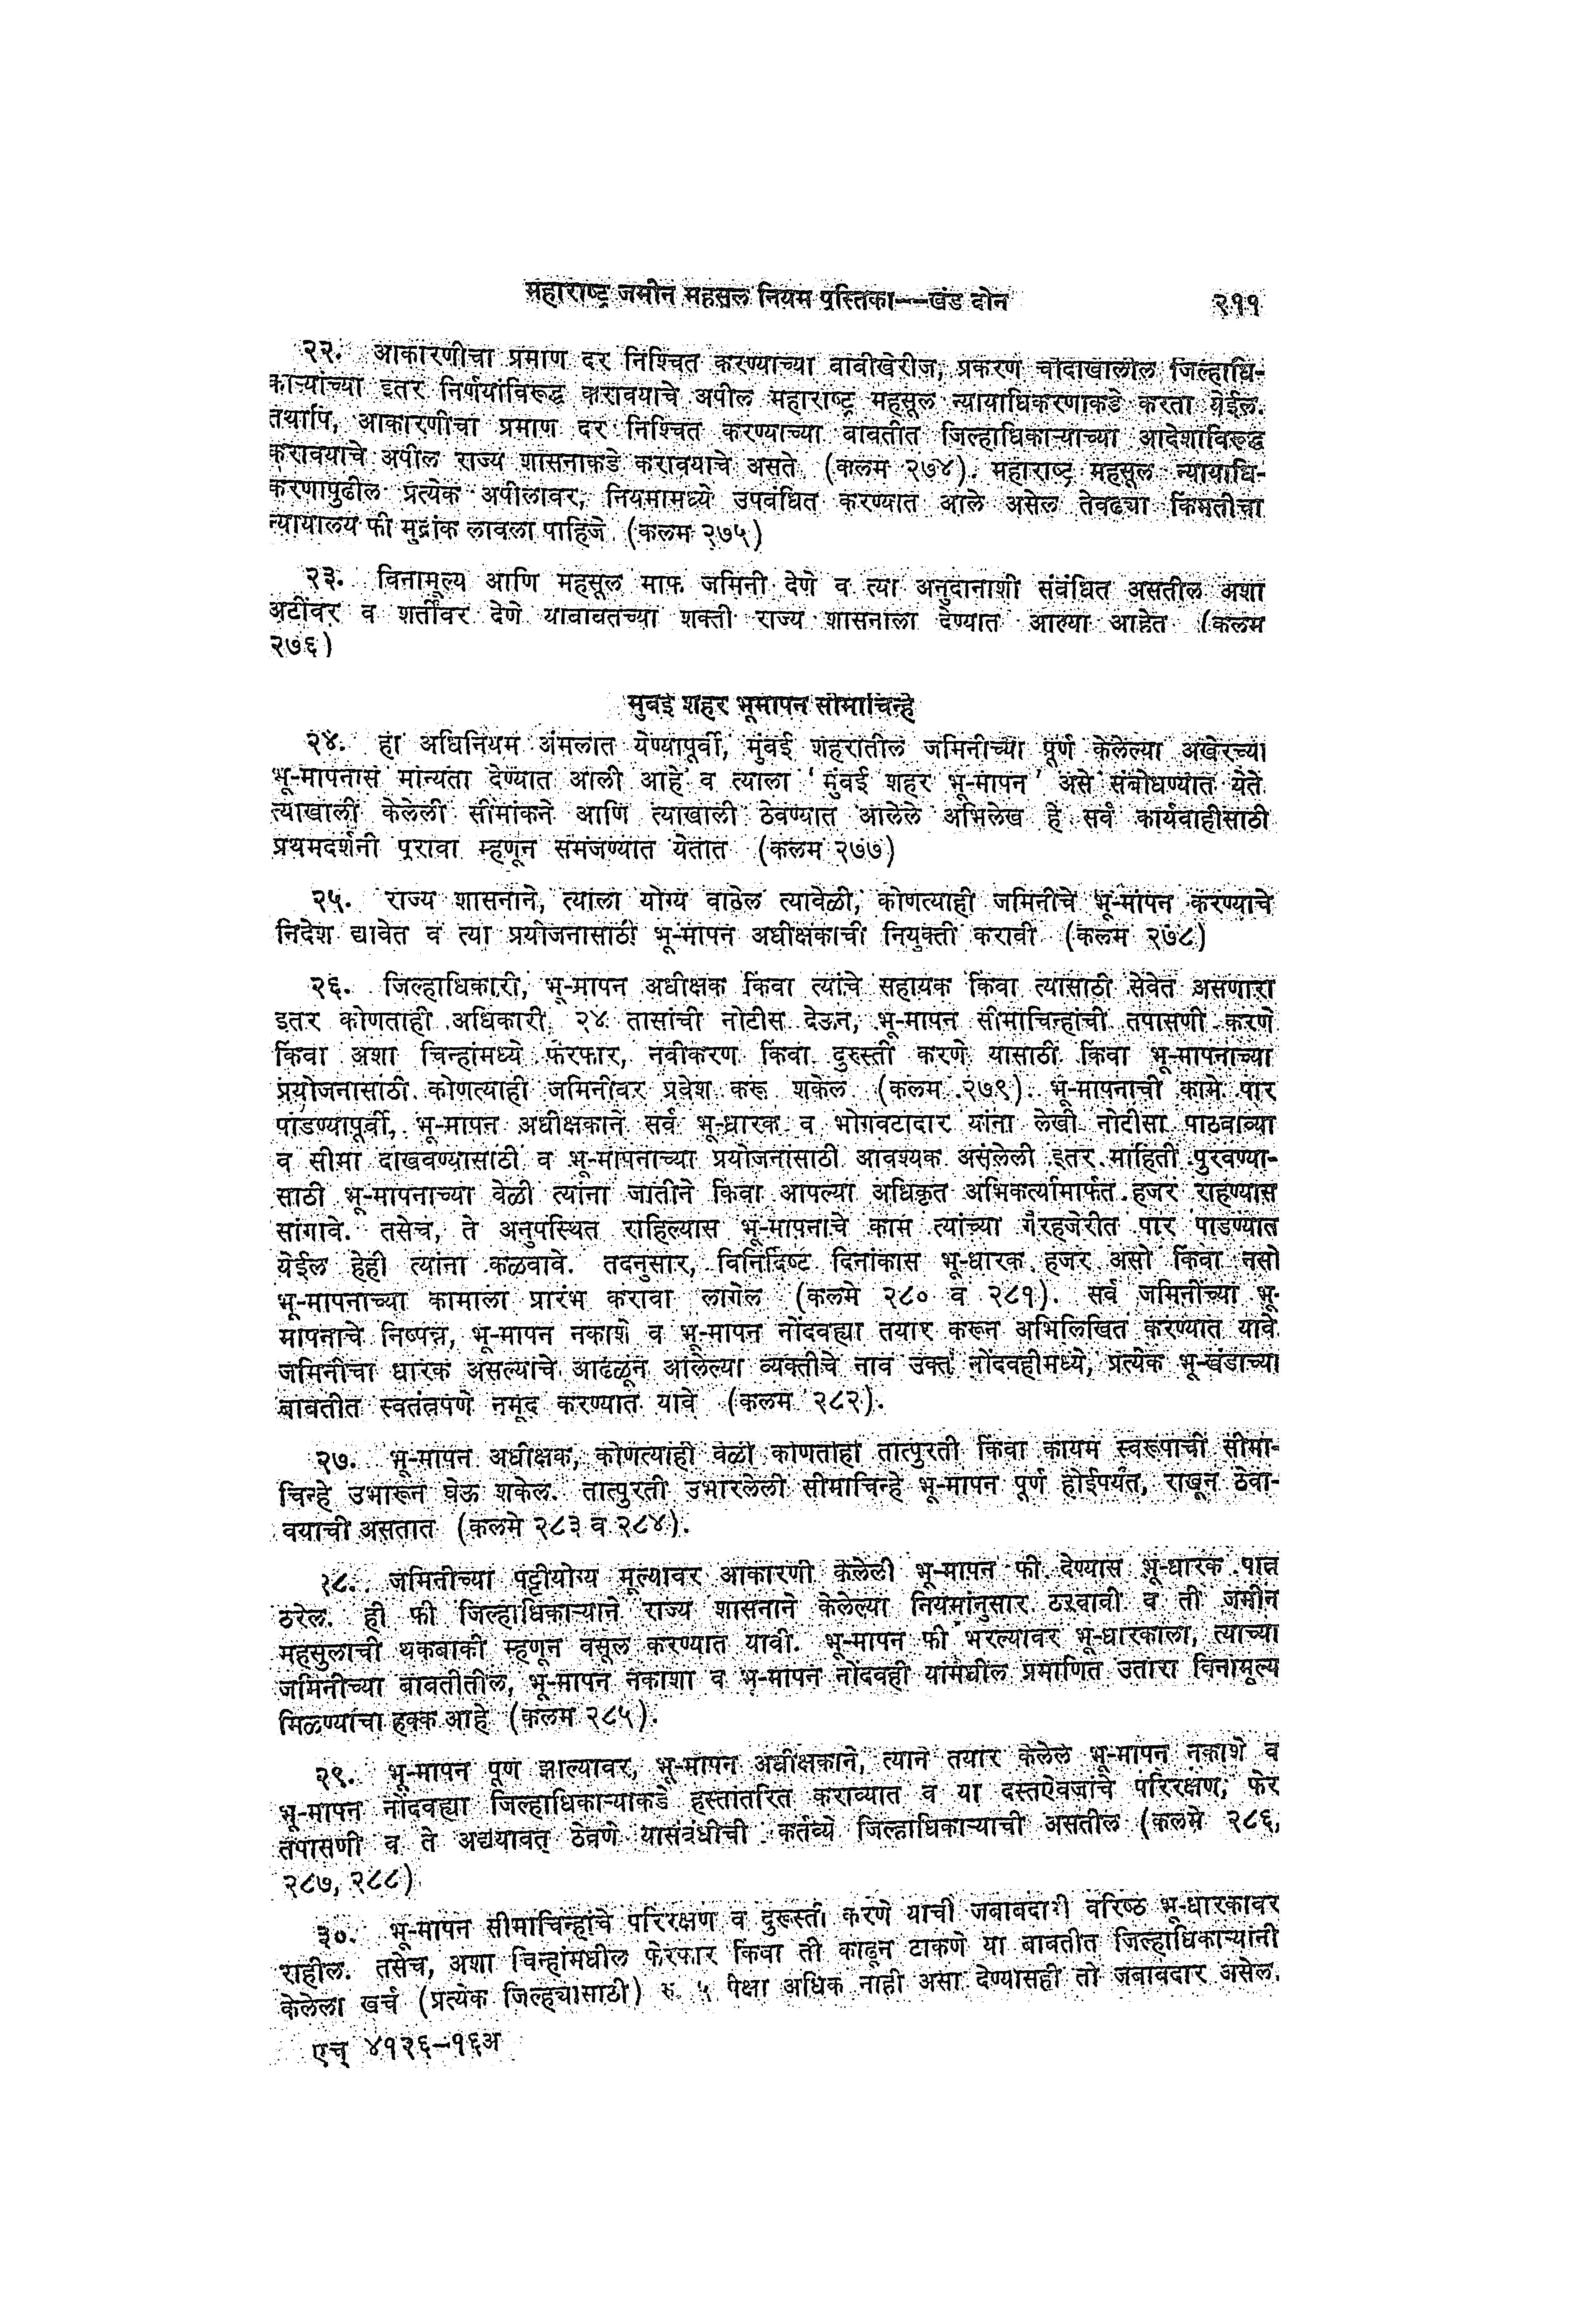 महाराष्ट्र जमीन महसूल नियम पुस्तिका——खंड दोन २११
२२. आकारणीचा प्रमाण दर निश्चित करण्याच्या बाबीखेरीज, प्रकरण चौदाखालील जिल्हाधि-
काऱ्यांच्या इतर निर्णयांविरूद्ध करावयाचे अपील महाराष्ट्र महसूल न्यायाधिकरणाकडे करता येईल.
तथापि, आकारणीचा प्रमाण दर निश्चित करण्याच्या बाबतीत जिल्हाधिकाऱ्याच्या आदेशाविरूद्ध
करावयाचे अपील राज्य शासनाकडे करावयाचे असते (कलम २७४). महाराष्ट्र महसूल न्यायाधि-
करणापुढील प्रत्येक अपीलावर, नियमामध्ये उपबंधित करण्यात आले असेल तेवढ्या किंमतीचा
न्यायालय फी मुद्रांक लावला पाहिजे (कलम २७५)
२३. विनामूल्य आणि महसूल माफ जमिनी देणे व त्या अनुदानाशी संबंधित असतील अशा
अटींवर व शर्तीवर देणे याबाबतच्या शक्ती राज्य शासनाला देण्यात आल्या आहेत (कलम
२७६)
मुंबई शहर भूमापन सीमाचिन्हे
२४. हा अधिनियम अंमलात येण्यापूर्वी, मुंबई शहरातील जमिनीच्या पूर्ण केलेल्या अखेरच्या
भू-मापनास मान्यता देण्यात आली आहे व त्याला 'मुंबई शहर भू-मापन' असे संबोधण्यात येते
त्याखाली केलेली सीमांकने आणि त्याखाली ठेवण्यात आलेले अभिलेख हे सर्व कार्यवाहीसाठी
प्रथमदर्शनी पुरावा म्हणून समजण्यात येतात (कलम २७७)
२५. राज्य शासनाने, त्याला योग्य वाटेल त्यावेळी, कोणत्याही जमिनीचे भू-मापन करण्याचे
निदेश द्यावेत व त्या प्रयोजनासाठी भू-मापन अधीक्षकाची नियुक्ती करावी (कलम २७८)
२६. जिल्हाधिकारी, भू-मापन अधीक्षक किंवा त्यांचे सहायक किंवा त्यासाठी सेवेत असणारा
इतर कोणताही अधिकारी, २४ तासांची नोटीस देऊन, भू-मापन सीमाचिन्हांची तपासणी करणे
किंवा अशा चिन्हांमध्ये फेरफार, नवीकरण किंवा दुरुस्ती करणे यासाठी किंवा भू-मापनाच्या
प्रयोजनासाठी कोणत्याही जमिनीवर प्रवेश करू शकेल (कलम २७९). भू-मापनाची कामे पार
पाडण्यापूर्वी, भू-मापन अधीक्षकाने सर्व भू-धारक व भोगवटादार यांना लेखी नोटीसा पाठवाव्या
व सीमा दाखवण्यासाठी व भू-मापनाच्या प्रयोजनासाठी आवश्यक असलेली इतर माहिती पुरवण्या-
साठी भू-मापनाच्या वेळी त्यांना जातीने किंवा आपल्या अधिकृत अभिकर्त्यामार्फत हजर राहण्यास
सांगावे. तसेच, ते अनुपस्थित राहिल्यास भू-मापनाचे काम त्यांच्या गैरहजेरीत पार पाडण्यात
येईल हेही त्यांना कळवावे. तदनुसार, विनिर्दिष्ट दिनांकास भू-धारक हजर असो किंवा नसो
भू-मापनाच्या कामाला प्रारंभ करावा लागेल (कलमे २८० व २८१). सर्व जमिनीच्या भू-
मापनाचे निष्पन्न, भू-मापन नकाशे व भू-मापन नोंदवह्या तयार करून अभिलिखित करण्यात यावे.
जमिनीचा धारक असल्याचे आढळून आलेल्या व्यक्तीचे नाव उक्त नोंदवहीमध्ये, प्रत्येक भू-खंडाच्या
बाबतीत स्वतंत्रपणे नमूद करण्यात यावे (कलम २८२).
२७. भू-मापन अधीक्षक, कोणत्याही वेळी कोणतीही तात्पुरती किंवा कायम स्वरूपाची सीमा-
चिन्हे उभारून घेऊ शकेल. तात्पुरती उभारलेली सीमाचिन्हे भू-मापन पूर्ण होईपर्यंत, राखून ठेवा-
वयाची असतात (कलमे २८३ व २८४).
२८. जमिनीच्या पट्टीयोग्य मूल्यावर आकारणी केलेली भू-मापन फी देण्यास भू-धारक पात्र
ठरेल. ही फी जिल्हाधिकाऱ्याने राज्य शासनाने केलेल्या नियमांनुसार ठरवावी व ती जमीन
महसुलाची थकबाकी म्हणून वसूल करण्यात यावी. भू-मापन फी भरल्यावर भू-धारकाला, त्याच्या
जमिनीच्या बाबतीतील, भू-मापन नकाशा व भू-मापन नोंदवही यांमधील प्रमाणित उतारा विनामूल्य
मिळण्याचा हक्क आहे (कलम २८५).
२९. भू-मापन पूर्ण झाल्यावर, भू-मापन अधीक्षकाने, त्याने तयार केलेले भू-मापन नकाशे व
भू-मापन नोंदवह्या जिल्हाधिकाऱ्याकडे हस्तांतरित कराव्यात व या दस्तऐवजांचे परिरक्षण, फेर
तपासणी व ते अद्ययावत् ठेवणे यासंबंधीची कर्तव्ये जिल्हाधिकाऱ्याची असतील (कलमे २८६,
२८७, २८८)
३०. भू-मापन सीमाचिन्हांचे परिरक्षण व दुरूस्ती करणे याची जबाबदारी वरिष्ठ भू-धारकावर
राहील. तसेच, अशा चिन्हांमधील फेरफार किंवा ती काढून टाकणे या बाबतीत जिल्हाधिकाऱ्यांनी
केलेला खर्च (प्रत्येक जिल्ह्यासाठी) रु. ५ पेक्षा अधिक नाही असा देण्यासही तो जबाबदार असेल.
एच् ४१२६—१६अ